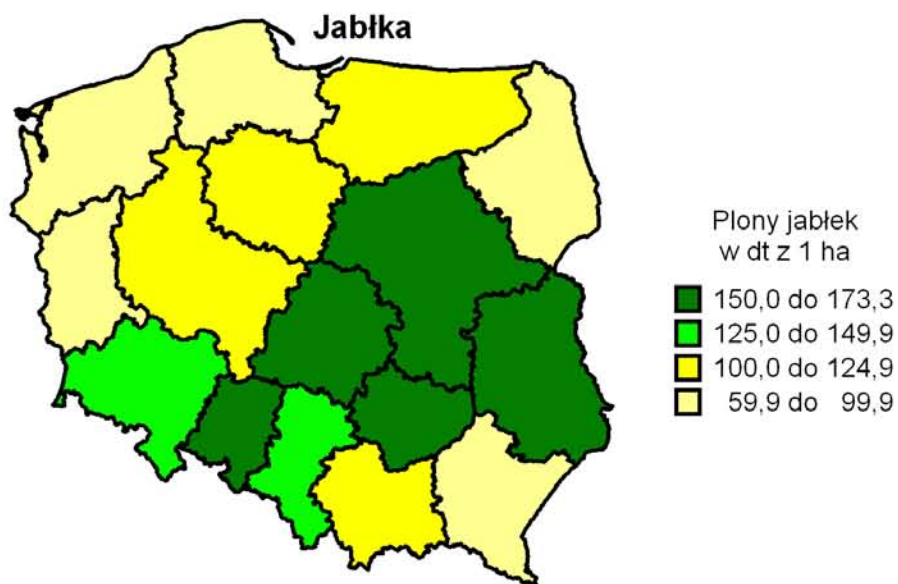 Jabłka
Plony jabłek
w dt z 1 ha
150,0 do 173,3
125,0 do 149,9
100,0 do 124,9
59,9 do 99,9